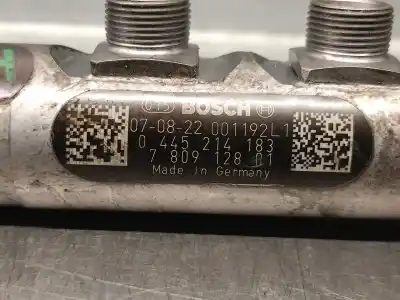 BOSCH
07-08-22 001192L1
0 445 214 183
7 809 128 01
Made in Germany